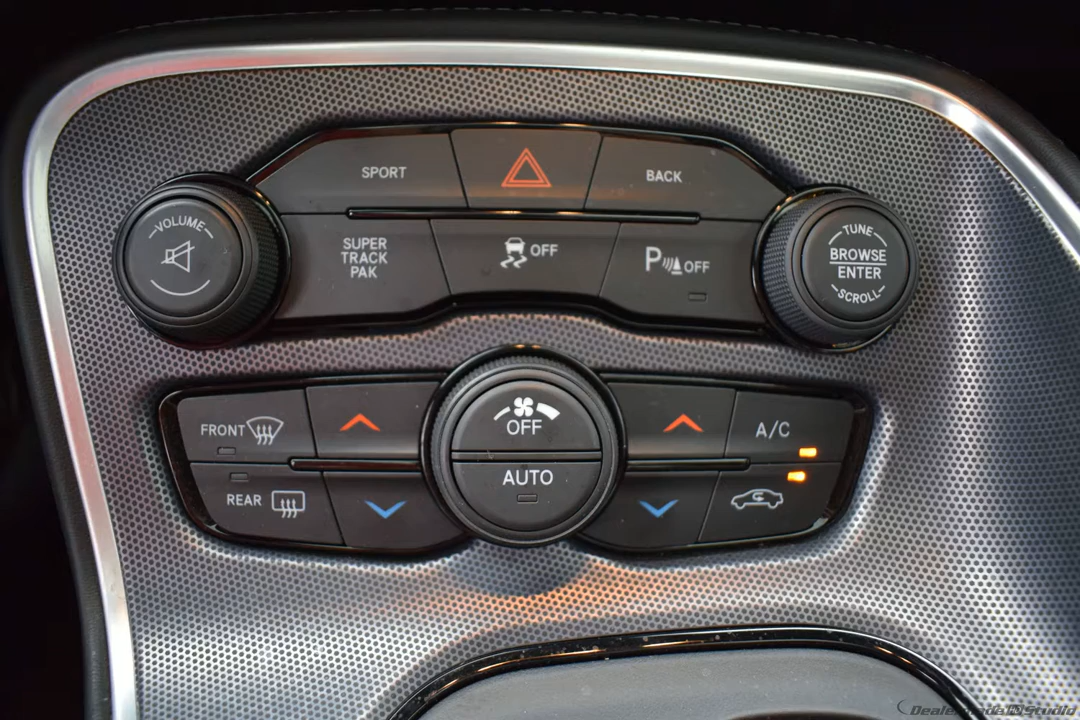 SPORT
BACK
VOLUME
SUPER
TRACK
PAK
OFF
P OFF
TUNE
BROWSE
ENTER
SCROLL
FRONT
OFF
A/C
REAR
AUTO